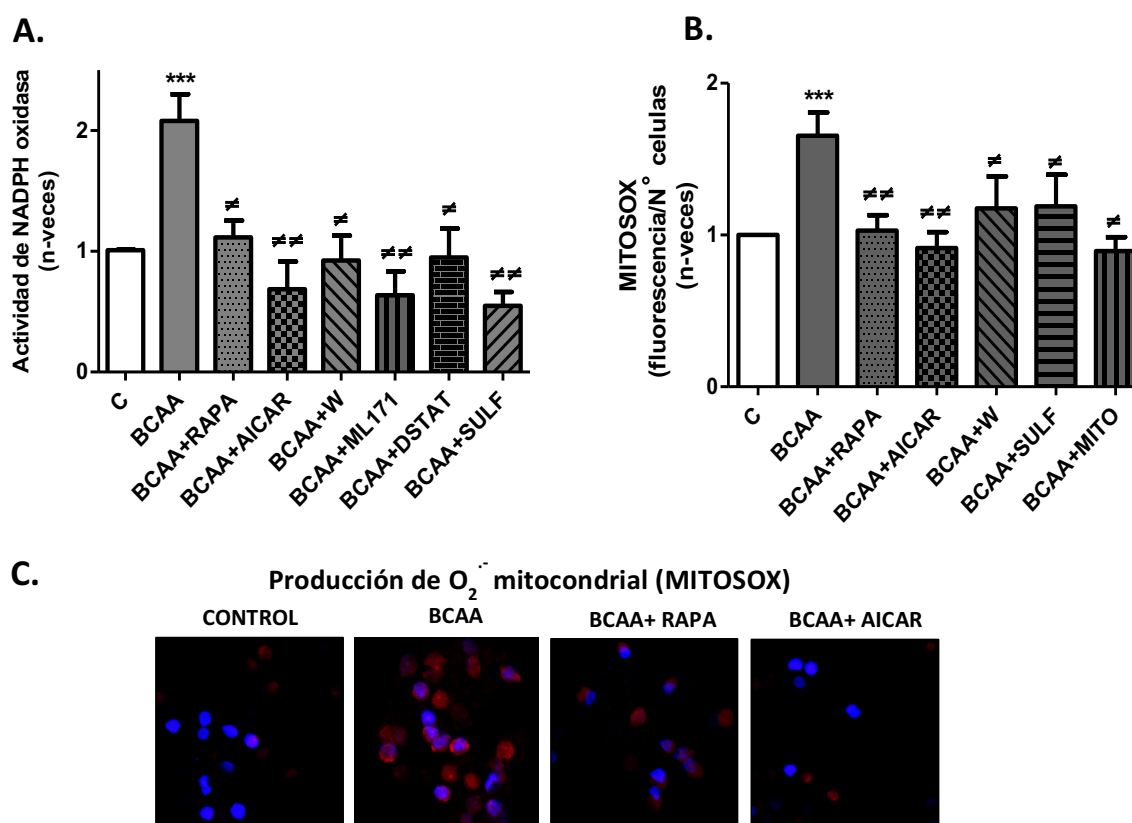 A.
Actividad de NADPH oxidasa
(n-veces)
2
1
0
***
≠
≠≠
≠
≠≠
≠
≠≠
C
BCAA
BCAA+RAPA
BCAA+AICAR
BCAA+W
BCAA+ML171
BCAA+DSTAT
BCAA+SULF
B.
MITOSOX
(fluorescencia/N° celulas
(n-veces)
2
1
0
***
≠≠
≠≠
≠
≠
≠
C
BCAA
BCAA+RAPA
BCAA+AICAR
BCAA+W
BCAA+SULF
BCAA+MITO
C.
Producción de O2.- mitocondrial (MITOSOX)
CONTROL
BCAA
BCAA+ RAPA
BCAA+ AICAR